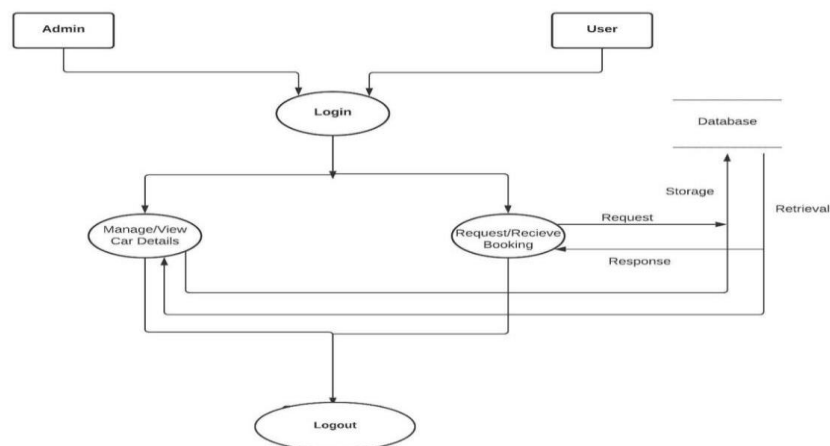 Admin
User
Login
Database
Storage
Retrieval
Manage/View
Car Details
Request/Recieve
Booking
Request
Response
Logout